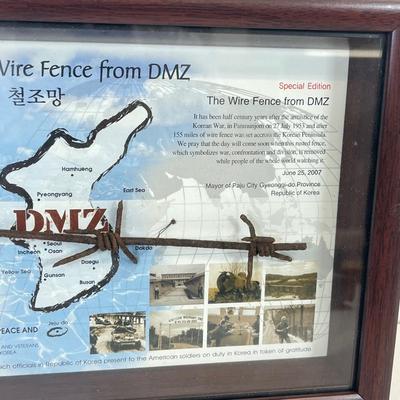 Wire Fence from DMZ
철조망
Special Edition
The Wire Fence from DMZ
It has been half century years after the armistice of the
Korean War, in Panmunjom on 27 July 1953 and after
155 miles of wire fence was set accross the Korean Peninsula.
We pray that the day will come soon when this rusted fence,
which symbolizes war, confrontation and division, is removed
while people of the whole world watching it.
June 25, 2007
Mayor of Paju City Gyeonggi-do Province
Republic of Korea
Hamheung
Pyeongyang
East Sea
DMZ
Seoul
Incheon
Osan
Dokdo
Yellow Sea
Daegu
Gunsan
Busan
PEACE AND
Jeju do
AND VETERANS
KOREA
which officials in Republic of Korea present to the American soldiers on duty in Korea in token of gratitude.